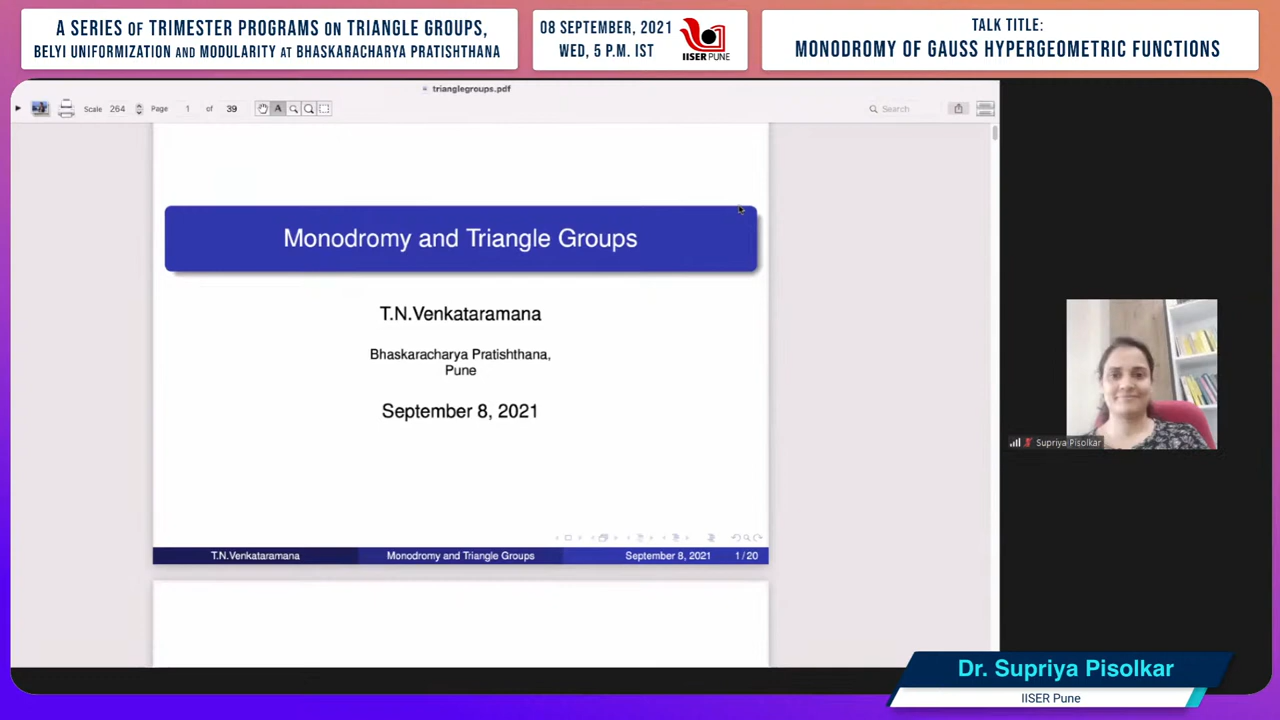 A SERIES OF TRIMESTER PROGRAMS ON TRIANGLE GROUPS,
BELYI UNIFORMIZATION AND MODULARITY AT BHASKARACHARYA PRATISHTHANA
08 SEPTEMBER, 2021
WED, 5 P.M. IST
IISER PUNE
TALK TITLE:
MONODROMY OF GAUSS HYPERGEOMETRIC FUNCTIONS
trianglegroups.pdf
Scale 264 Page 1 of 39 A Search
Monodromy and Triangle Groups
T.N.Venkataramana
Bhaskaracharya Pratishthana,
Pune
September 8, 2021
T.N.Venkataramana Monodromy and Triangle Groups September 8, 2021 1 / 20
Supriya Pisolkar
Dr. Supriya Pisolkar
IISER Pune